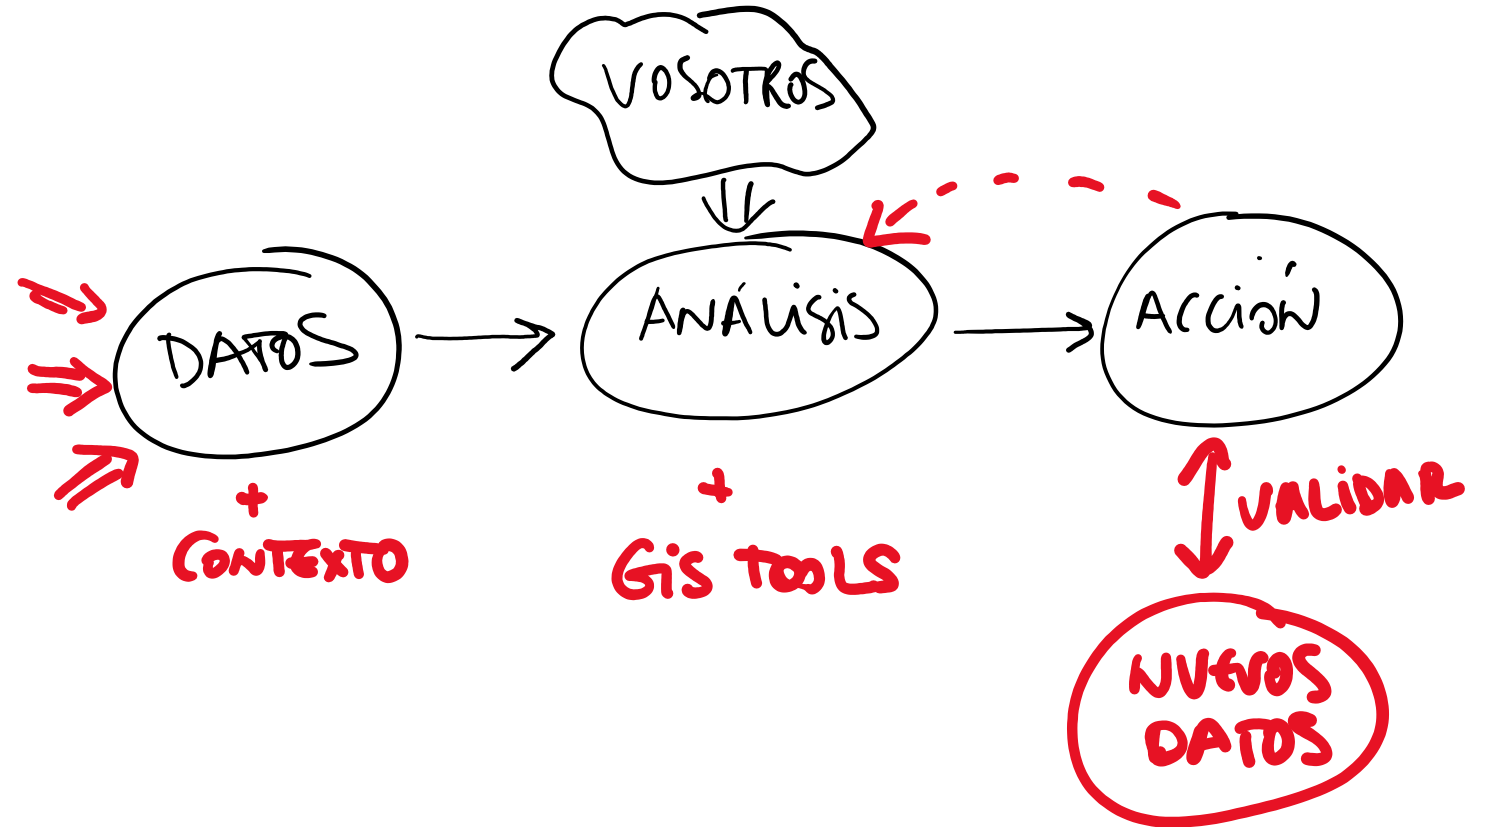 VOSOTROS
DATOS
ANÁLISIS
ACCIÓN
+
CONTEXTO
+
GIS TOOLS
VALIDAR
NUEVOS
DATOS